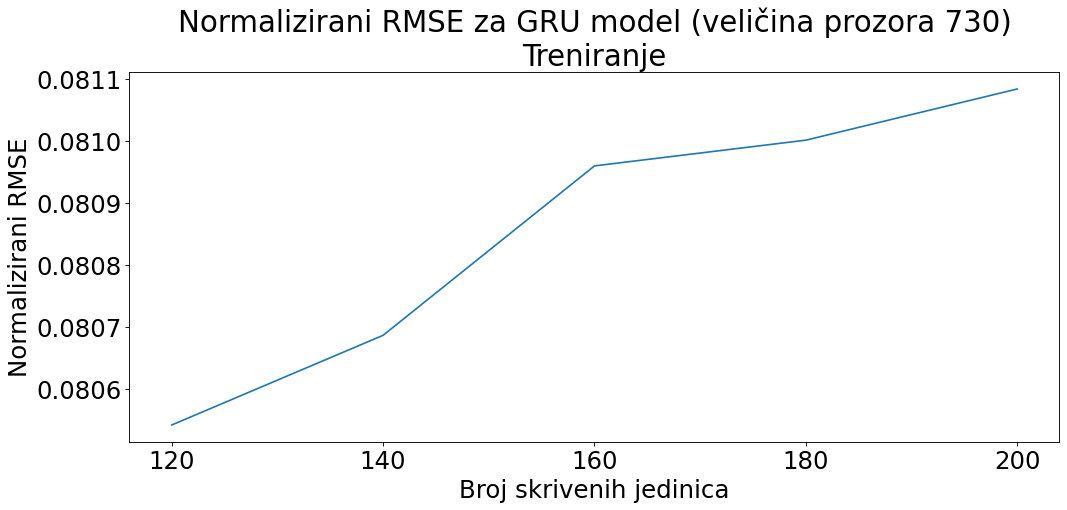 Normalizirani RMSE za GRU model (veličina prozora 730)
Treniranje
0.0811
0.0810
0.0809
0.0808
0.0807
0.0806
Normalizirani RMSE
120 140 160 180 200
Broj skrivenih jedinica